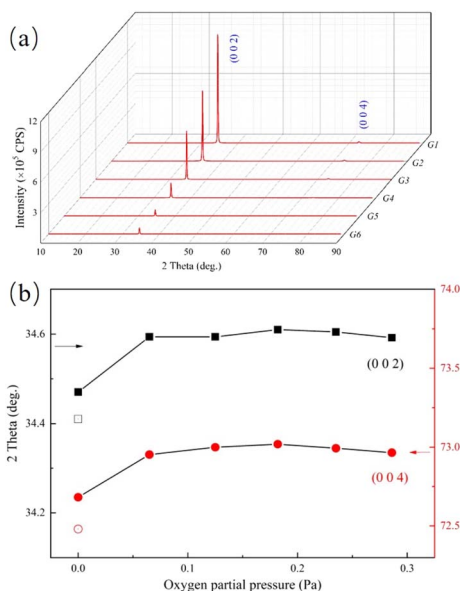 (a)
(0 0 2)
(0 0 4)
12
9
6
3
Intensity (×10⁵ CPS)
G1
G2
G3
G4
G5
G6
10 20 30 40 50 60 70 80 90
2 Theta (deg.)
(b)
74.0
34.6
73.5
(0 0 2)
34.4
73.0
(0 0 4)
34.2
72.5
2 Theta (deg.)
0.0 0.1 0.2 0.3
Oxygen partial pressure (Pa)